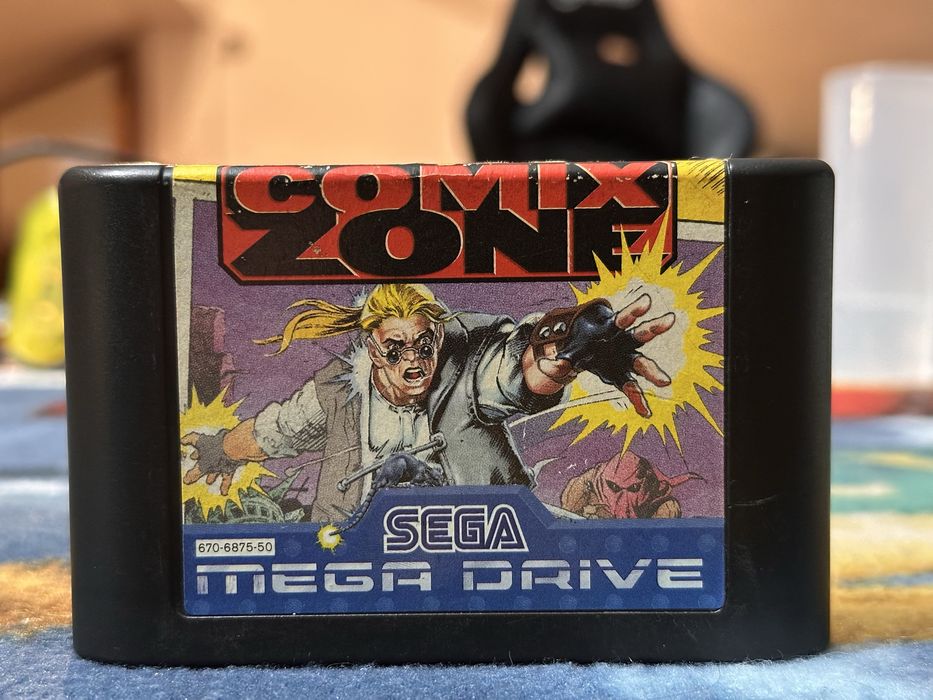 COMIX
ZONE
SEGA
670-6875-50
MEGA DRIVE